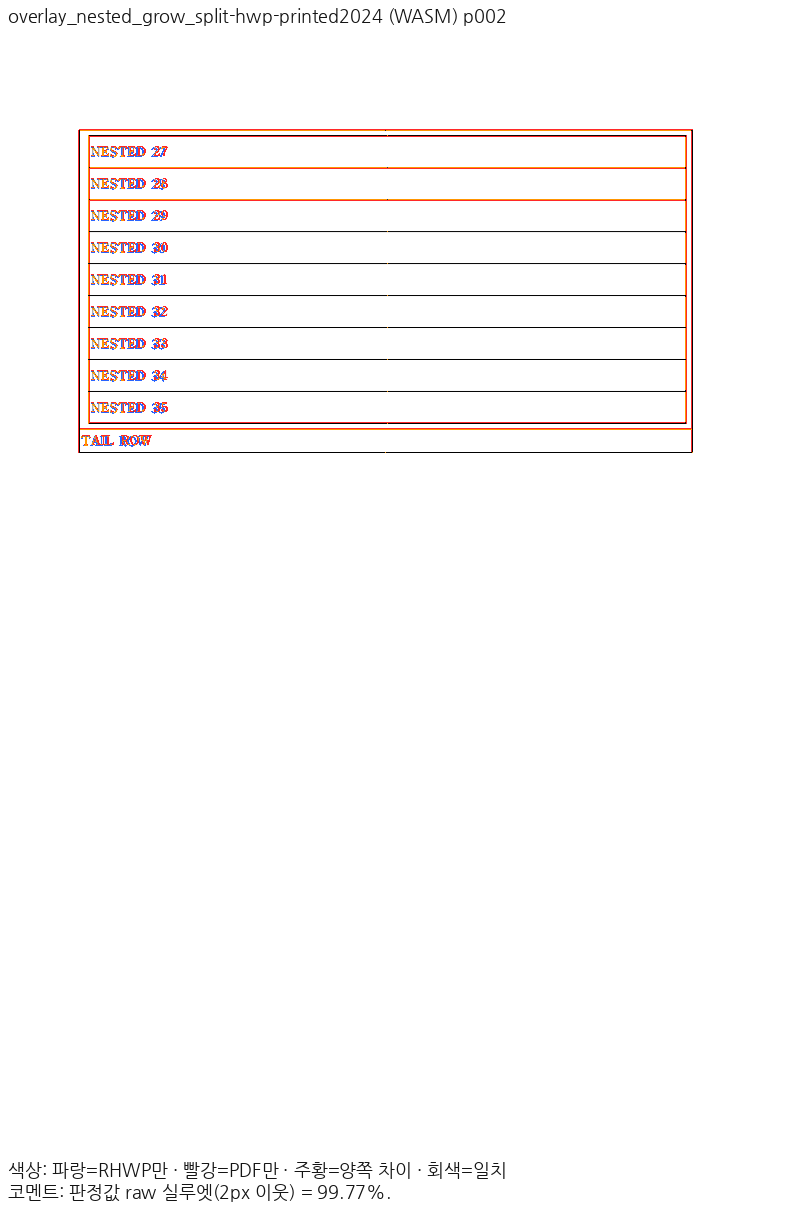 overlay_nested_grow_split-hwp-printed2024 (WASM) p002
NESTED 27
NESTED 28
NESTED 29
NESTED 30
NESTED 31
NESTED 32
NESTED 33
NESTED 34
NESTED 35
TAIL ROW
색상: 파랑=RHWP만 · 빨강=PDF만 · 주황=양쪽 차이 · 회색=일치
코멘트: 판정값 raw 실루엣(2px 이웃) = 99.77%.